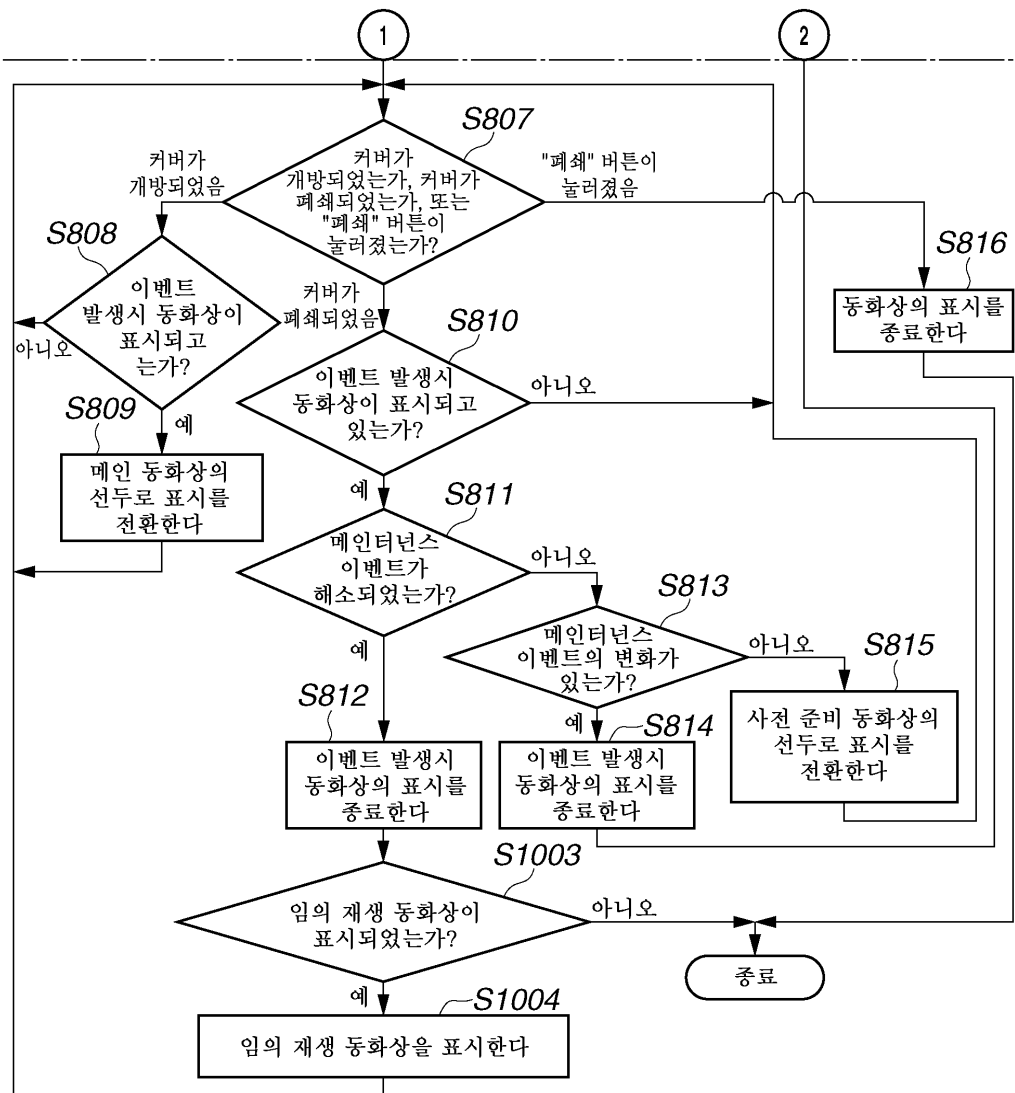 1
2
S807
커버가
개방되었음
커버가
개방되었는가, 커버가
폐쇄되었는가, 또는
"폐쇄" 버튼이
눌러졌는가?
"폐쇄" 버튼이
눌러졌음
S808
이벤트
발생시 동화상이
표시되고
는가?
아니오
예
커버가
폐쇄되었음
S816
동화상의 표시를
종료한다
S810
이벤트 발생시
동화상이 표시되고
있는가?
아니오
예
S809
메인 동화상의
선두로 표시를
전환한다
S811
메인터넌스
이벤트가
해소되었는가?
아니오
예
S813
메인터넌스
이벤트의 변화가
있는가?
아니오
예
S815
사전 준비 동화상의
선두로 표시를
전환한다
S812
이벤트 발생시
동화상의 표시를
종료한다
S814
이벤트 발생시
동화상의 표시를
종료한다
S1003
임의 재생 동화상이
표시되었는가?
아니오
예
종료
S1004
임의 재생 동화상을 표시한다